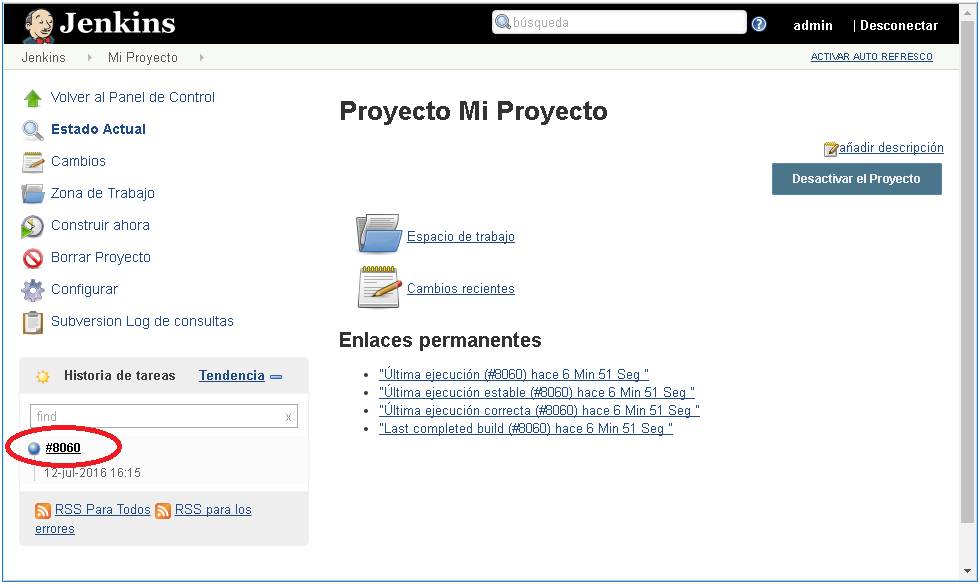 Jenkins
búsqueda
admin
| Desconectar
Jenkins
Mi Proyecto
ACTIVAR AUTO REFRESCO
Volver al Panel de Control
Estado Actual
Cambios
Zona de Trabajo
Construir ahora
Borrar Proyecto
Configurar
Subversion Log de consultas
Historia de tareas
Tendencia
find
x
#8060
12-jul-2016 16:15
RSS Para Todos
RSS para los
errores
Proyecto Mi Proyecto
añadir descripción
Desactivar el Proyecto
Espacio de trabajo
Cambios recientes
Enlaces permanentes
"Última ejecución (#8060) hace 6 Min 51 Seg "
"Última ejecución estable (#8060) hace 6 Min 51 Seg "
"Última ejecución correcta (#8060) hace 6 Min 51 Seg "
"Last completed build (#8060) hace 6 Min 51 Seg "